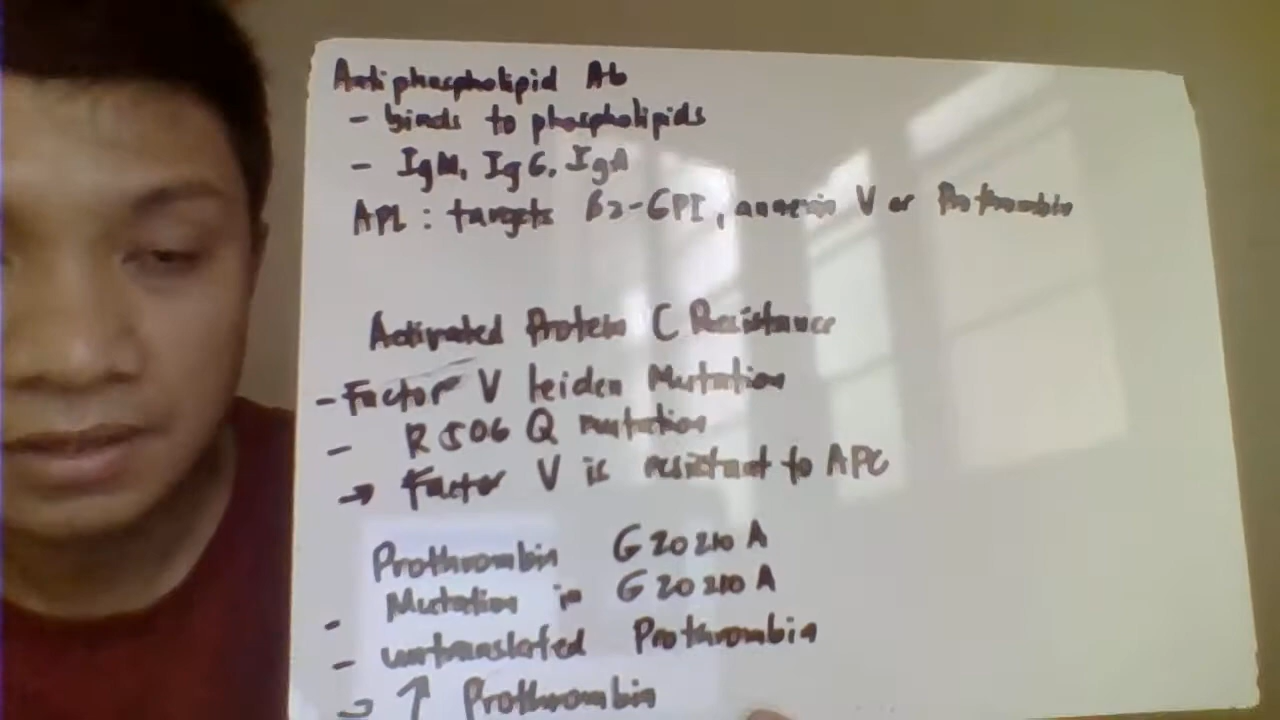 Antiphospholipid Ab
- binds to phospholipids
- IgM, IgG, IgA
APL : targets β2-GPI, annexin V or Prothrombin
Activated Protein C Resistance
- Factor V leiden Mutation
- R506Q mutation
→ Factor V is resistant to APC
Prothrombin G20210A
- Mutation in G20210A
- untranslated Prothrombin
→ ↑ Prothrombin